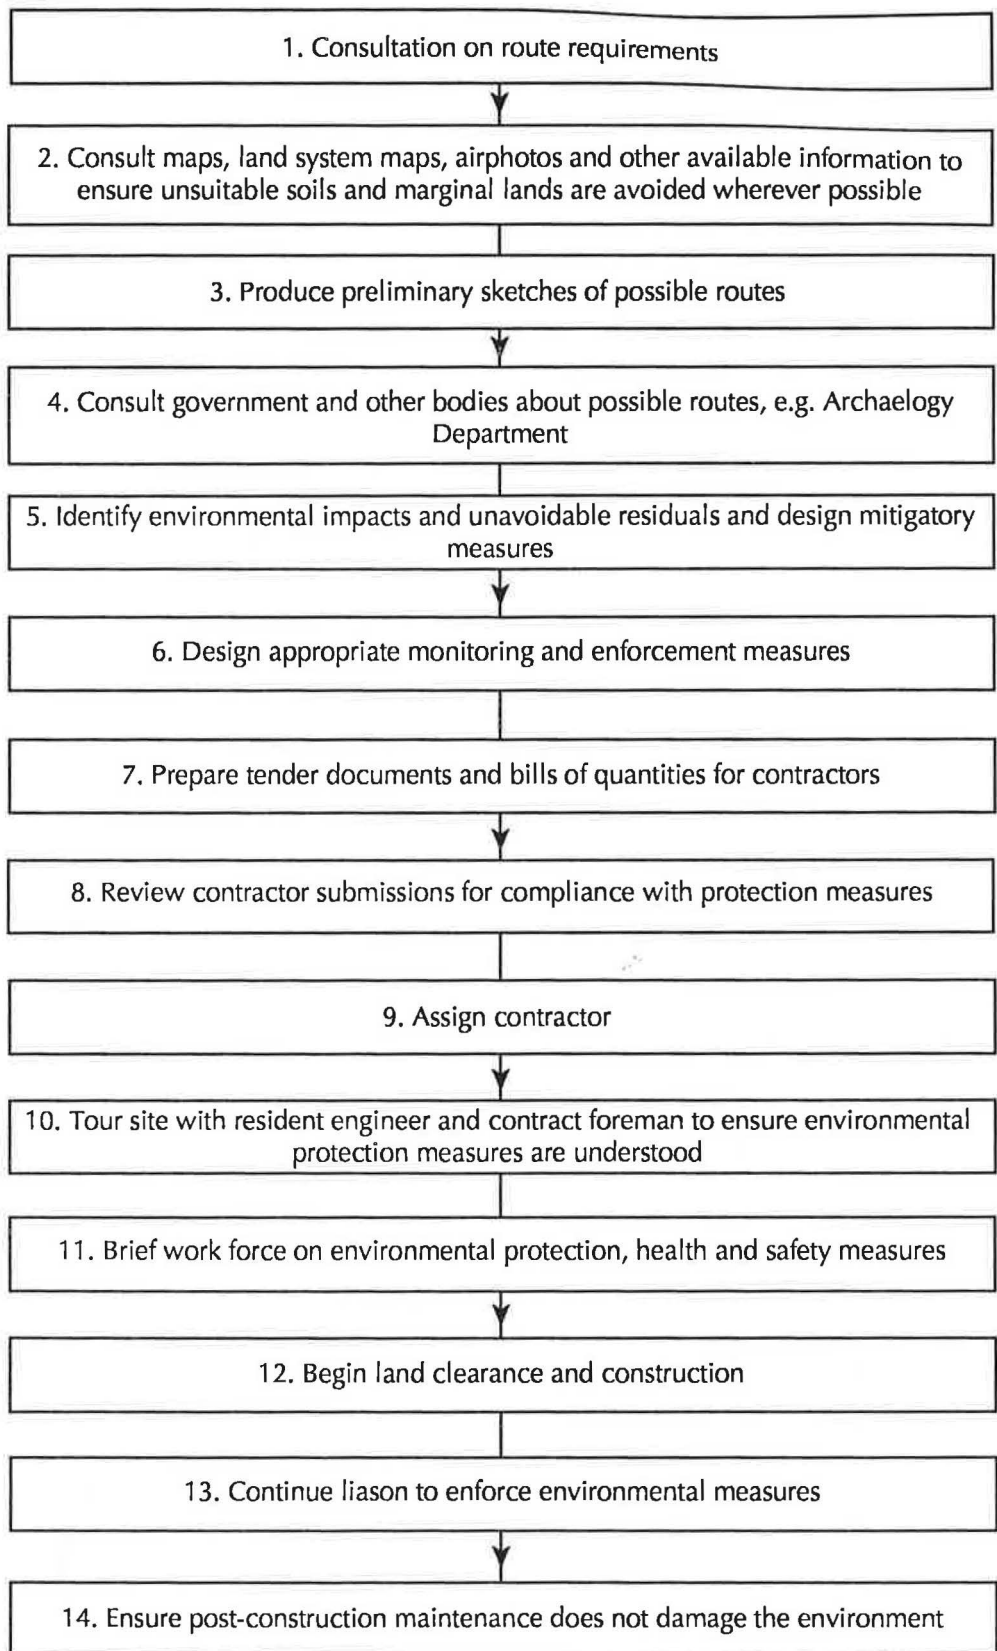 1. Consultation on route requirements
2. Consult maps, land system maps, airphotos and other available information to
ensure unsuitable soils and marginal lands are avoided wherever possible
3. Produce preliminary sketches of possible routes
4. Consult government and other bodies about possible routes, e.g. Archaelogy
Department
5. Identify environmental impacts and unavoidable residuals and design mitigatory
measures
6. Design appropriate monitoring and enforcement measures
7. Prepare tender documents and bills of quantities for contractors
8. Review contractor submissions for compliance with protection measures
9. Assign contractor
10. Tour site with resident engineer and contract foreman to ensure environmental
protection measures are understood
11. Brief work force on environmental protection, health and safety measures
12. Begin land clearance and construction
13. Continue liason to enforce environmental measures
14. Ensure post-construction maintenance does not damage the environment